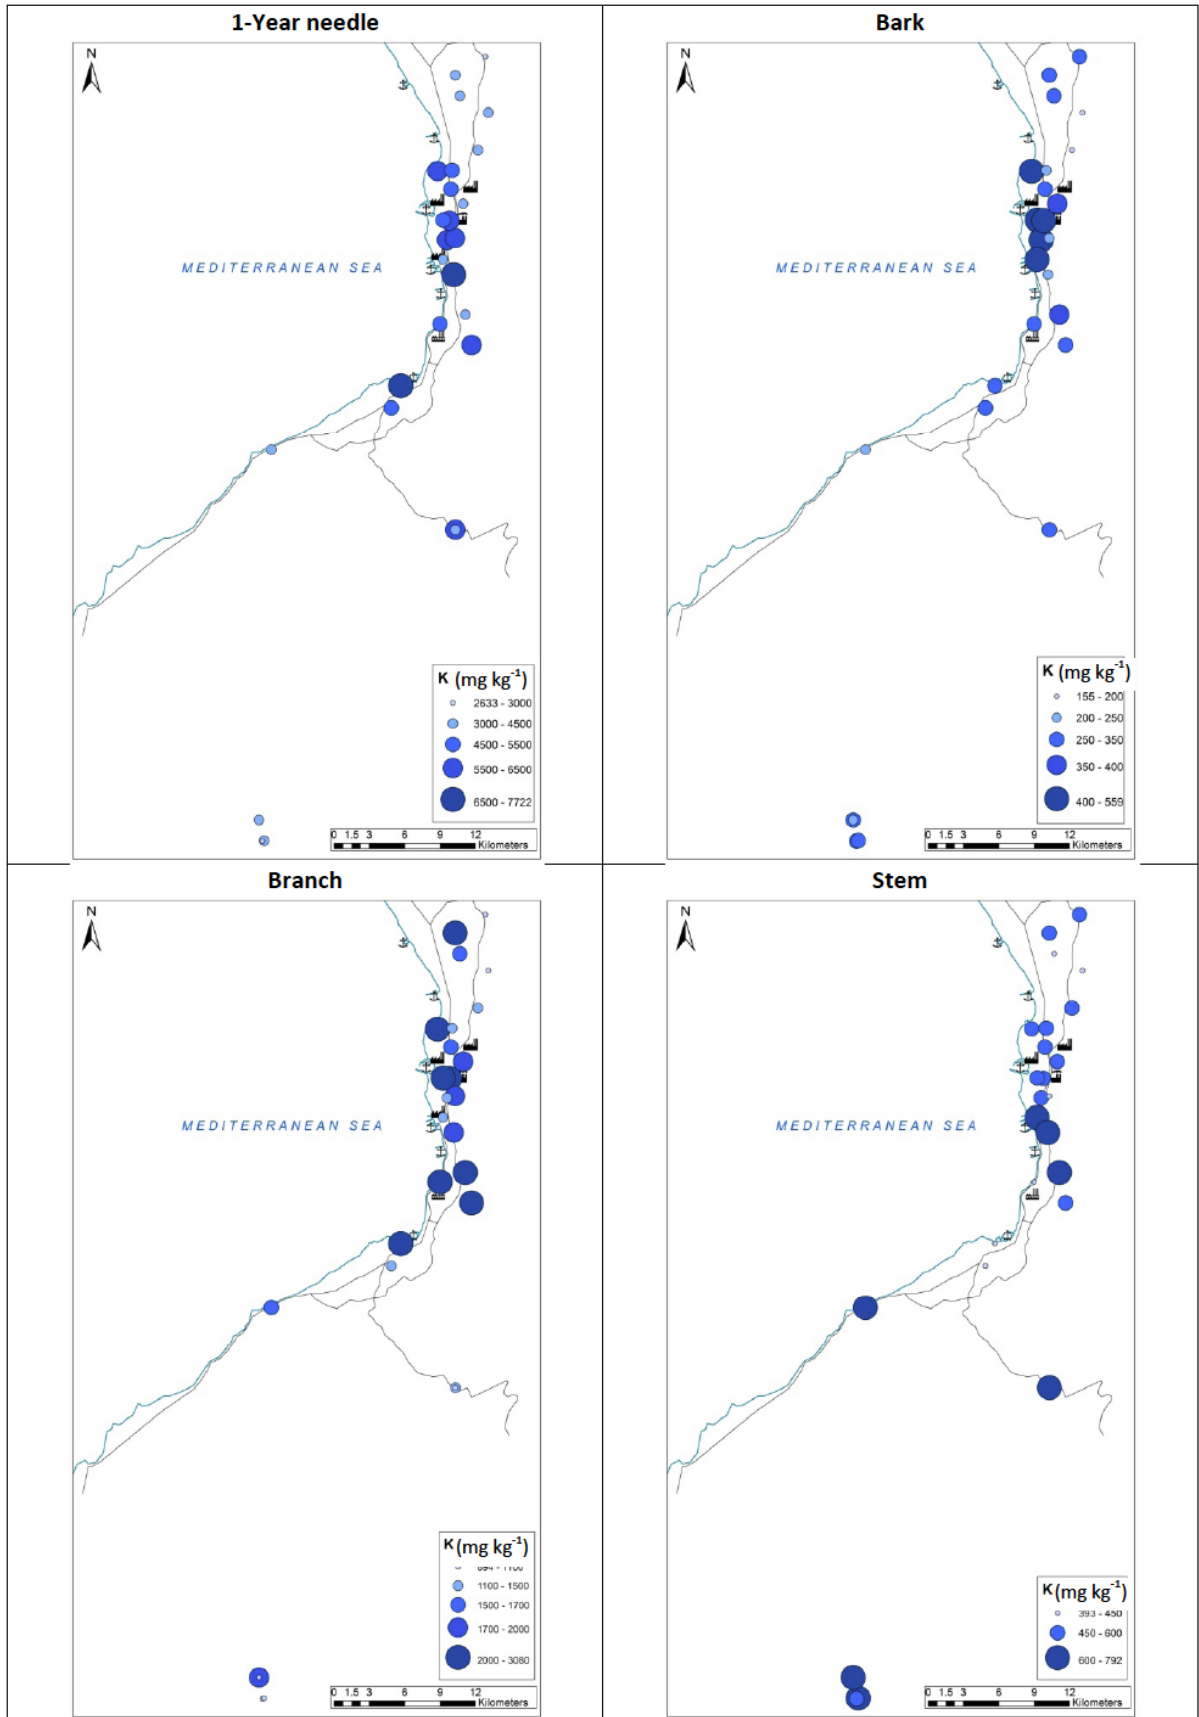 1-Year needle
N
MEDITERRANEAN SEA
K (mg kg-1)
2633 - 3000
3000 - 4500
4500 - 5500
5500 - 6500
6500 - 7722
0 1.5 3 6 9 12
Kilometers
Bark
N
MEDITERRANEAN SEA
K (mg kg-1)
155 - 200
200 - 250
250 - 350
350 - 400
400 - 559
0 1.5 3 6 9 12
Kilometers
Branch
N
MEDITERRANEAN SEA
K (mg kg-1)
1100 - 1500
1500 - 1700
1700 - 2000
2000 - 3060
0 1.5 3 6 9 12
Kilometers
Stem
N
MEDITERRANEAN SEA
K (mg kg-1)
393 - 450
450 - 600
600 - 792
0 1.5 3 6 9 12
Kilometers